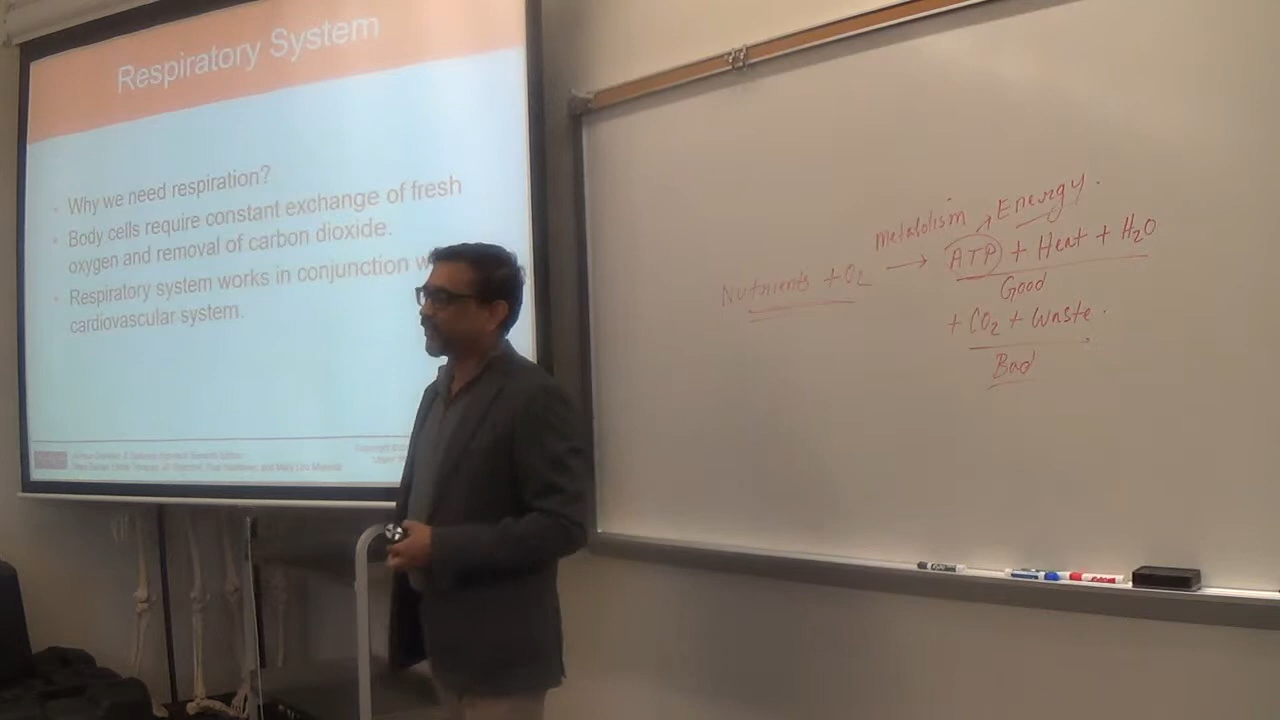 Respiratory System
Why we need respiration?
Body cells require constant exchange of fresh
oxygen and removal of carbon dioxide.
Respiratory system works in conjunction w
cardiovascular system.
Metabolism
Energy.
Nutrients + O2 → ATP + Heat + H2O
Good
+ CO2 + Waste.
Bad